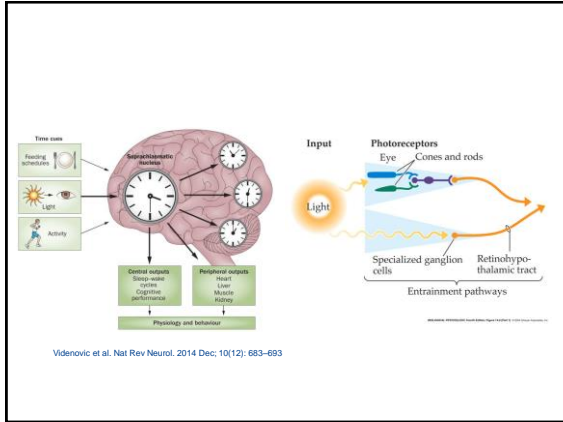 Time cues
Feeding
schedules
Light
Activity
Suprachiasmatic
nucleus
Central outputs
Sleep–wake
cycles
Cognitive
performance
Peripheral outputs
Heart
Liver
Muscle
Kidney
Physiology and behaviour
Videnovic et al. Nat Rev Neurol. 2014 Dec; 10(12): 683–693
Input
Photoreceptors
Eye
Cones and rods
Light
Specialized ganglion
cells
Retinohypo-
thalamic tract
Entrainment pathways